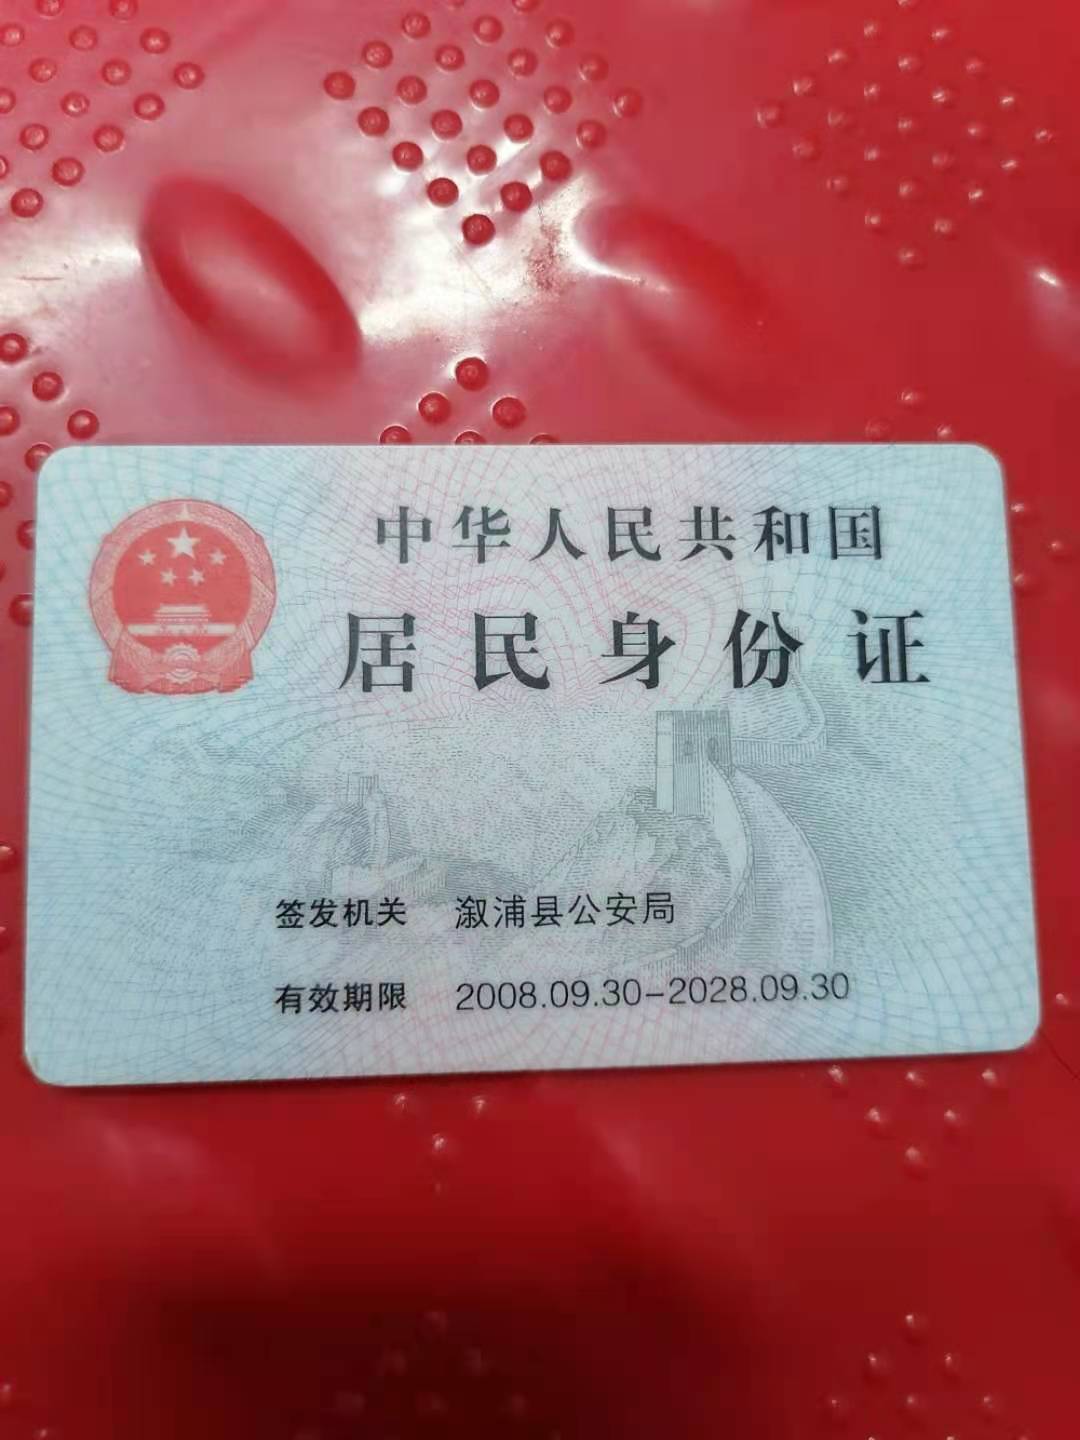 中华人民共和国
居民身份证
签发机关 溆浦县公安局
有效期限 2008.09.30-2028.09.30